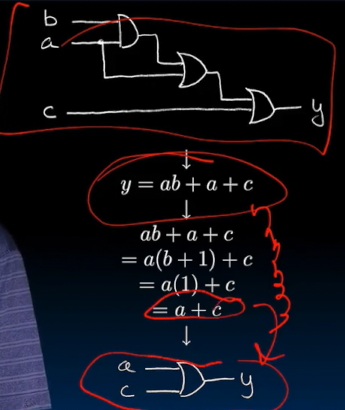 b
a
c
y
↓
y = ab + a + c
↓
ab + a + c
= a(b + 1) + c
= a(1) + c
= a + c
↓
a
c
y